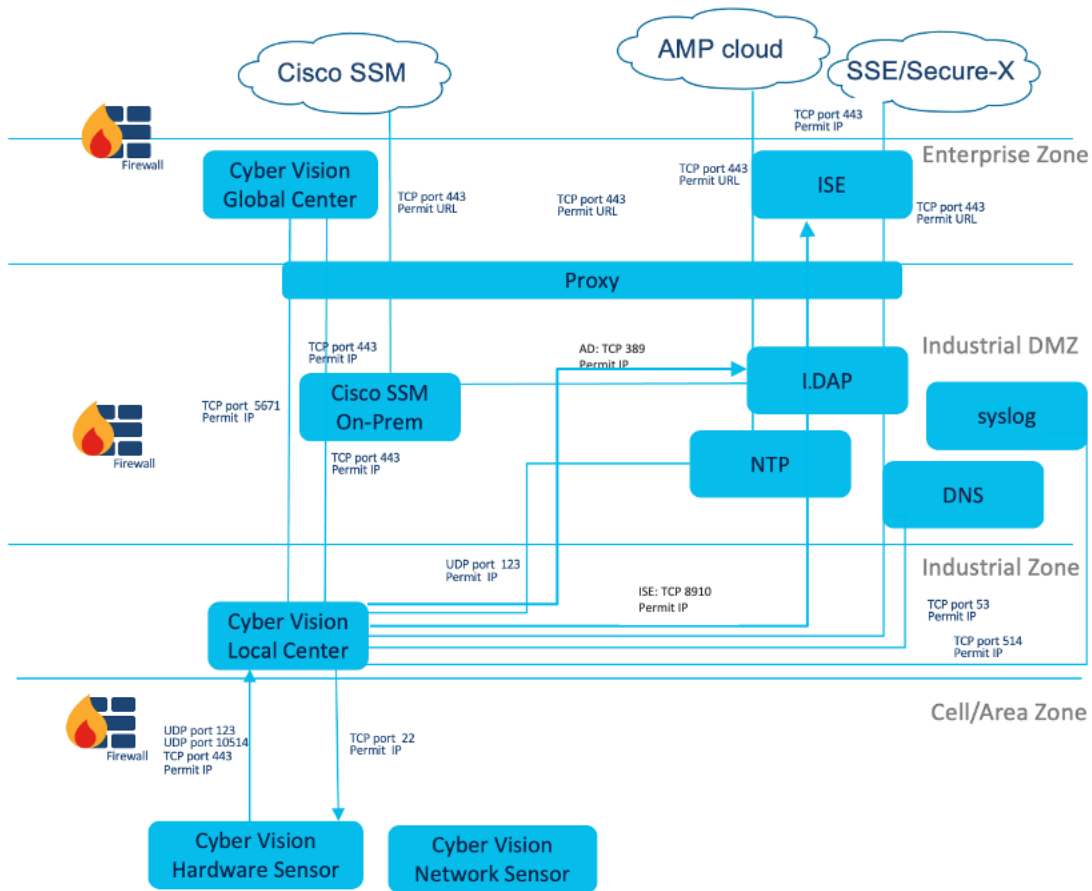 Cisco SSM
AMP cloud
SSE/Secure-X
TCP port 443
Permit IP
Firewall
Enterprise Zone
Cyber Vision
Global Center
TCP port 443
Permit URL
TCP port 443
Permit URL
TCP port 443
Permit URL
ISE
TCP port 443
Permit URL
Proxy
Industrial DMZ
TCP port 443
Permit IP
AD: TCP 389
Permit IP
I.DAP
Cisco SSM
On-Prem
TCP port 5671
Permit IP
syslog
Firewall
TCP port 443
Permit IP
NTP
DNS
UDP port 123
Permit IP
Industrial Zone
ISE: TCP 8910
Permit IP
TCP port 53
Permit IP
Cyber Vision
Local Center
TCP port 514
Permit IP
Cell/Area Zone
Firewall
UDP port 123
UDP port 10514
TCP port 443
Permit IP
TCP port 22
Permit IP
Cyber Vision
Hardware Sensor
Cyber Vision
Network Sensor